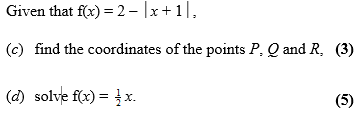 Given that f(x) = 2 – |x + 1|,
(c) find the coordinates of the points P, Q and R, (3)
(d) solve f(x) = ½x. (5)